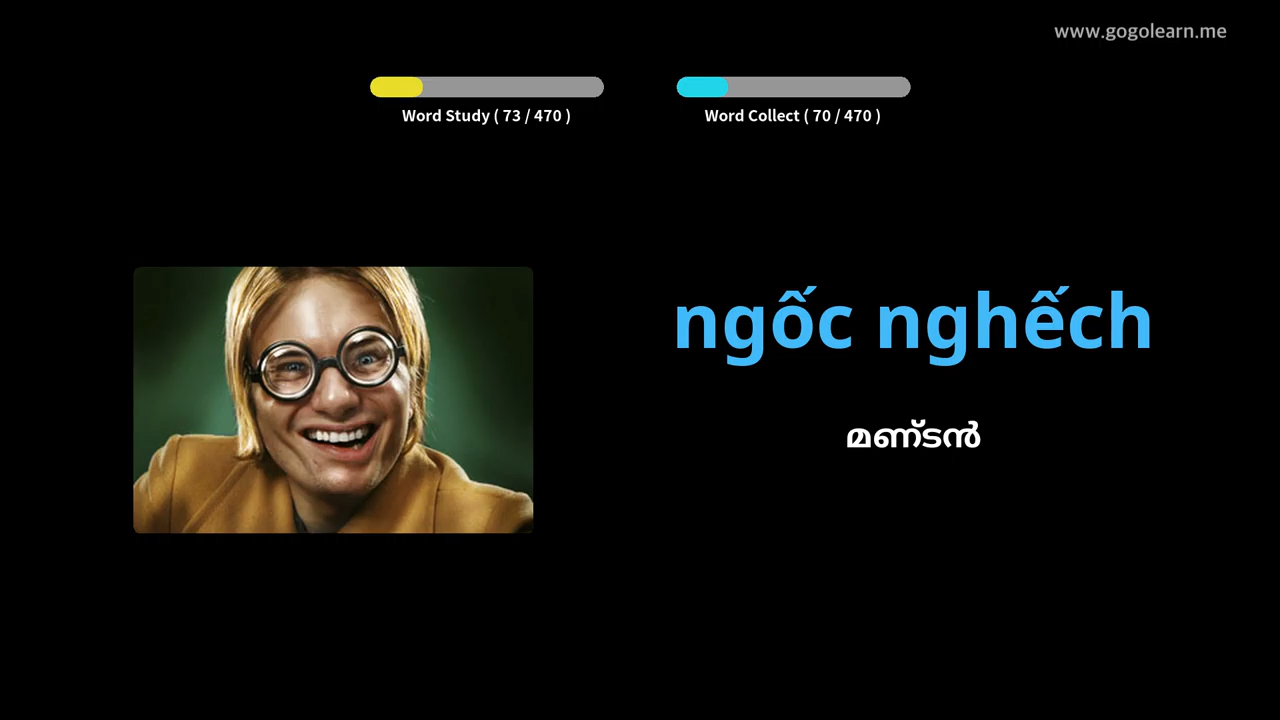 www.gogolearn.me
Word Study ( 73 / 470 )
Word Collect ( 70 / 470 )
ngốc nghếch
മണ്ടൻ